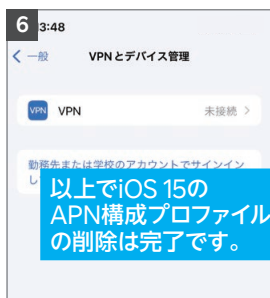 6
3:48
一般
VPNとデバイス管理
VPN VPN
未接続
勤務先または学校のアカウントでサインイン
し
以上でiOS 15の
APN構成プロファイル
の削除は完了です。